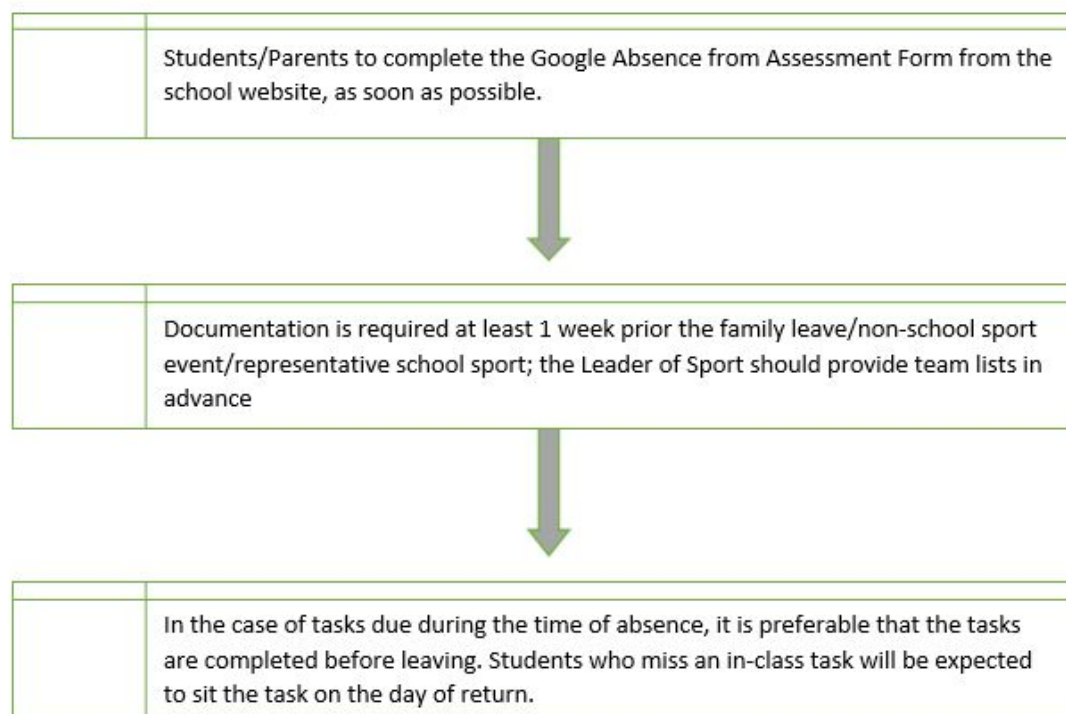 Students/Parents to complete the Google Absence from Assessment Form from the
school website, as soon as possible.
Documentation is required at least 1 week prior the family leave/non-school sport
event/representative school sport; the Leader of Sport should provide team lists in
advance
In the case of tasks due during the time of absence, it is preferable that the tasks
are completed before leaving. Students who miss an in-class task will be expected
to sit the task on the day of return.